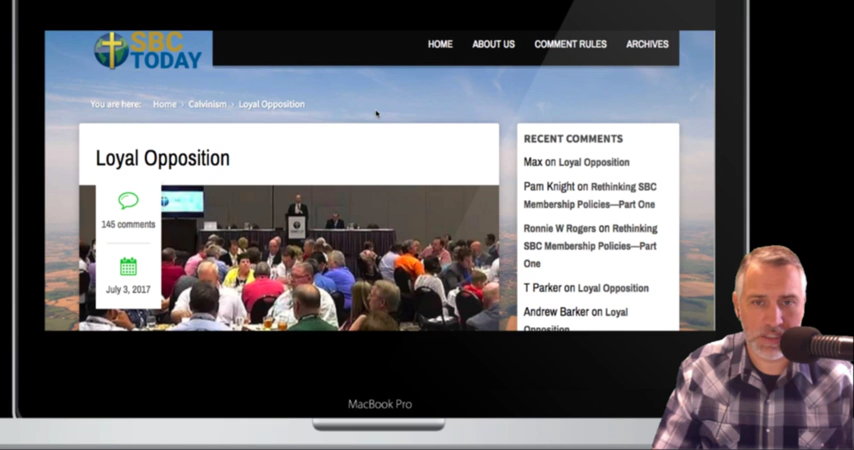 SBC
TODAY
HOME ABOUT US COMMENT RULES ARCHIVES
You are here: Home › Calvinism › Loyal Opposition
Loyal Opposition
145 comments
July 3, 2017
RECENT COMMENTS
Max on Loyal Opposition
Pam Knight on Rethinking SBC
Membership Policies—Part One
Ronnie W Rogers on Rethinking
SBC Membership Policies—Part
One
T Parker on Loyal Opposition
Andrew Barker on Loyal
Opposition
MacBook Pro